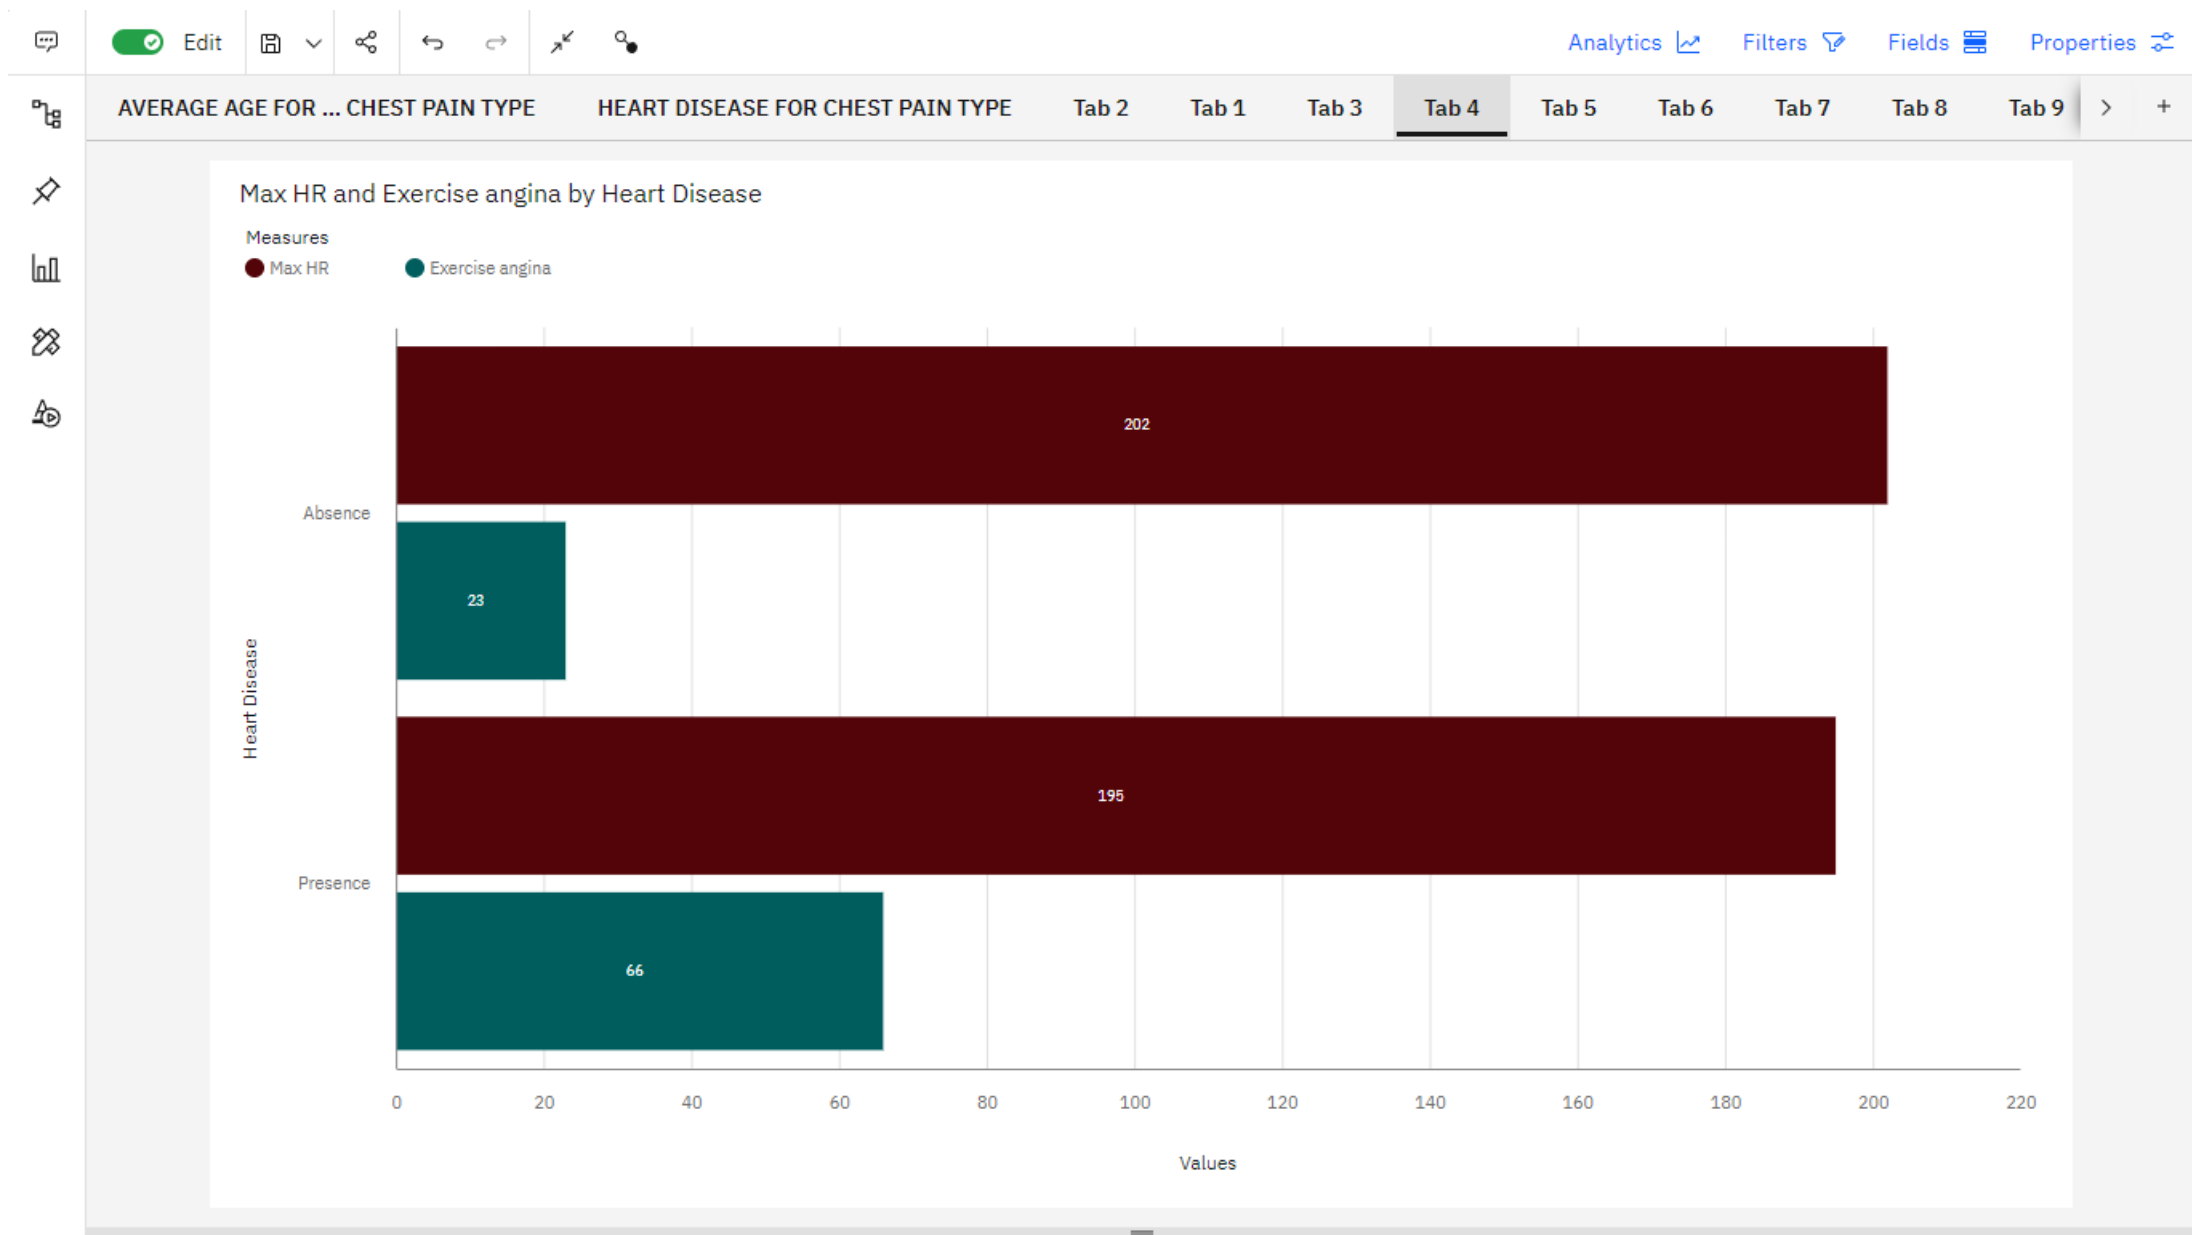 Edit
Analytics Filters Fields Properties
AVERAGE AGE FOR ... CHEST PAIN TYPE HEART DISEASE FOR CHEST PAIN TYPE Tab 2 Tab 1 Tab 3 Tab 4 Tab 5 Tab 6 Tab 7 Tab 8 Tab 9
Max HR and Exercise angina by Heart Disease
Measures
Max HR Exercise angina
202
Absence
23
Heart Disease
195
Presence
66
0 20 40 60 80 100 120 140 160 180 200 220
Values